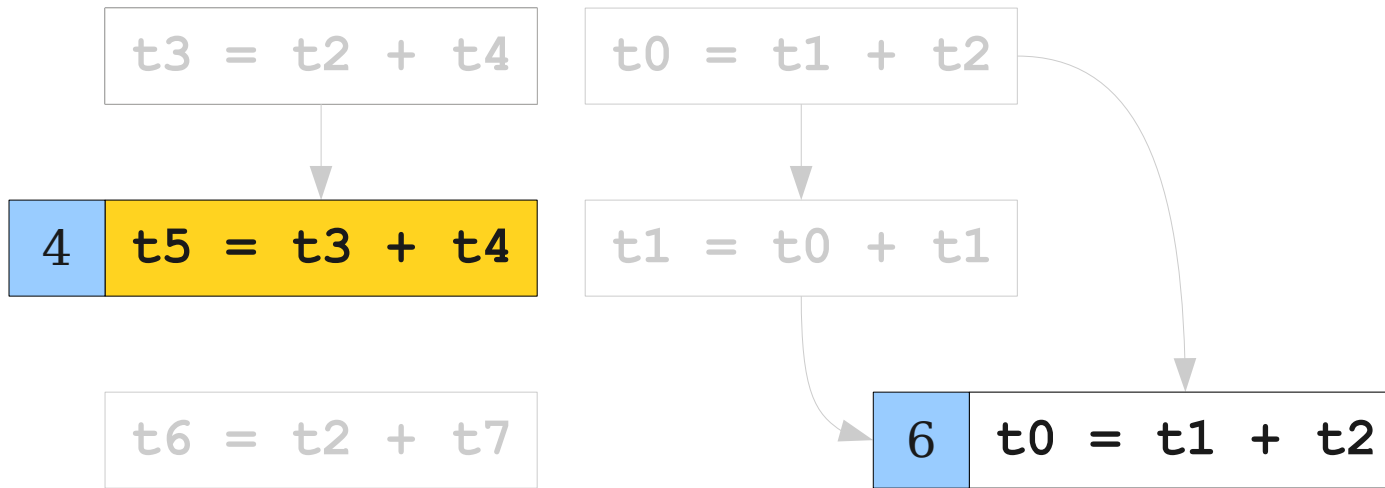 t3 = t2 + t4
t0 = t1 + t2
4
t5 = t3 + t4
t1 = t0 + t1
t6 = t2 + t7
6
t0 = t1 + t2